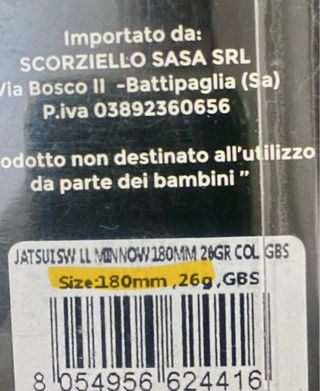 Importato da:
SCORZIELLO SASA SRL
Via Bosco II -Battipaglia (Sa)
P.iva 03892360656
odotto non destinato all'utilizzo
da parte dei bambini "
JATSUI SW LL MINNOW 180MM 26GR COL GBS
Size:180mm ,26g,GBS
8 054956 624416